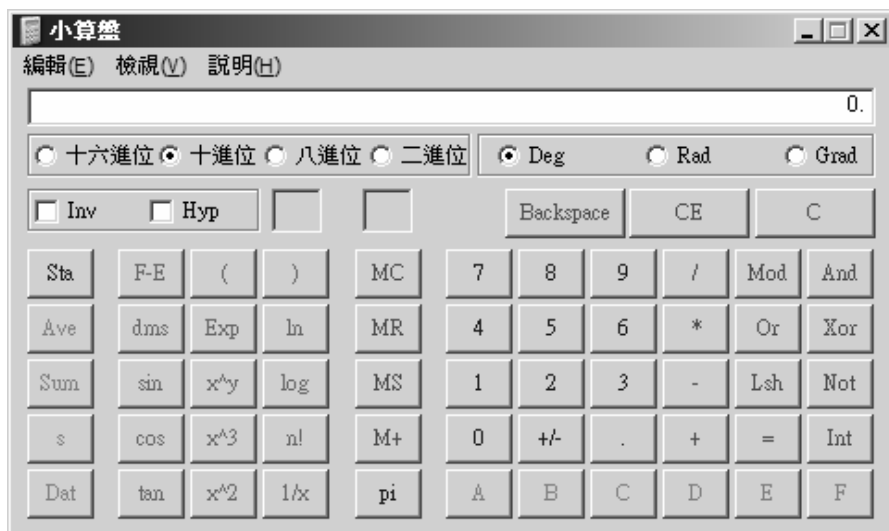 小算盤
編輯(E) 檢視(V) 說明(H)
0.
十六進位 十進位 八進位 二進位 Deg Rad Grad
Inv Hyp Backspace CE C
Sta F-E ( ) MC 7 8 9 / Mod And
Ave dms Exp ln MR 4 5 6 * Or Xor
Sum sin x^y log MS 1 2 3 - Lsh Not
s cos x^3 n! M+ 0 +/- . + = Int
Dat tan x^2 1/x pi A B C D E F